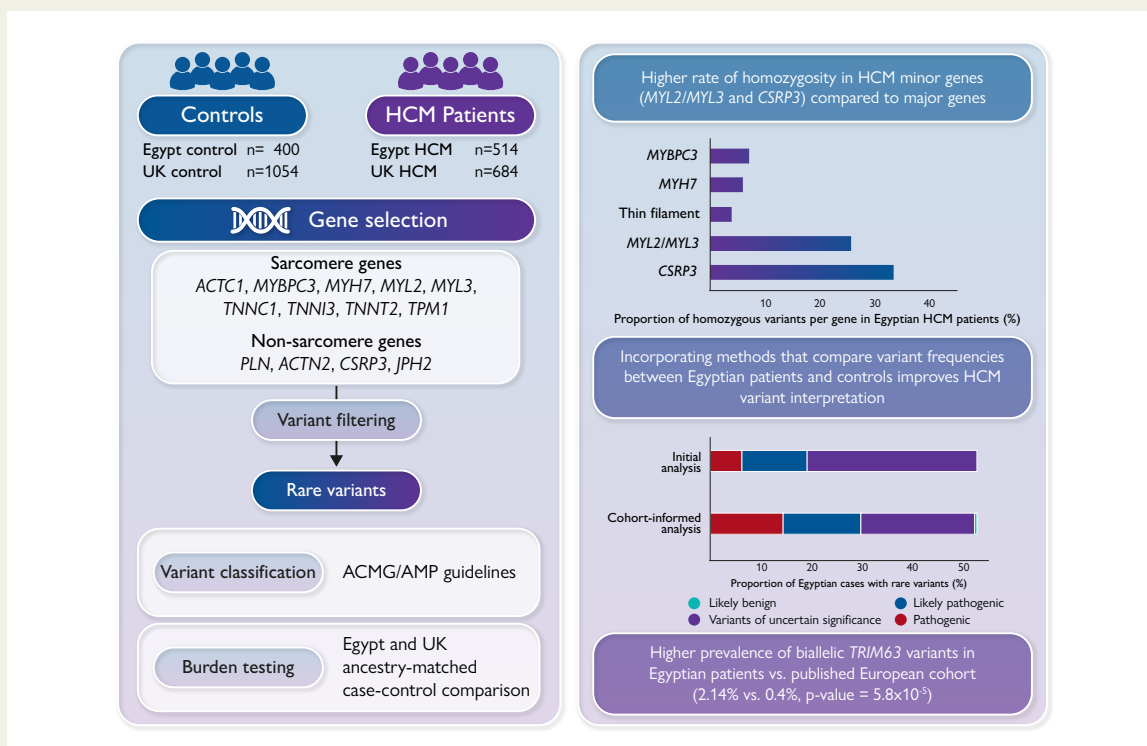 Controls
HCM Patients
Egypt control n= 400
UK control n=1054
Egypt HCM n=514
UK HCM n=684
Gene selection
Sarcomere genes
ACTC1, MYBPC3, MYH7, MYL2, MYL3,
TNNC1, TNNI3, TNNT2, TPM1
Non-sarcomere genes
PLN, ACTN2, CSRP3, JPH2
Variant filtering
Rare variants
Variant classification
ACMG/AMP guidelines
Burden testing
Egypt and UK
ancestry-matched
case-control comparison
Higher rate of homozygosity in HCM minor genes
(MYL2/MYL3 and CSRP3) compared to major genes
MYBPC3
MYH7
Thin filament
MYL2/MYL3
CSRP3
10 20 30 40
Proportion of homozygous variants per gene in Egyptian HCM patients (%)
Incorporating methods that compare variant frequencies
between Egyptian patients and controls improves HCM
variant interpretation
Initial
analysis
Cohort-informed
analysis
10 20 30 40 50
Proportion of Egyptian cases with rare variants (%)
Likely benign
Likely pathogenic
Variants of uncertain significance
Pathogenic
Higher prevalence of biallelic TRIM63 variants in
Egyptian patients vs. published European cohort
(2.14% vs. 0.4%, p-value = 5.8x10⁻⁵)